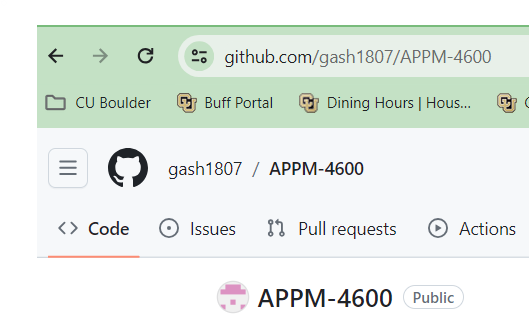 github.com/gash1807/APPM-4600
CU Boulder Buff Portal Dining Hours | Hous...
gash1807 / APPM-4600
Code Issues Pull requests Actions
APPM-4600 Public